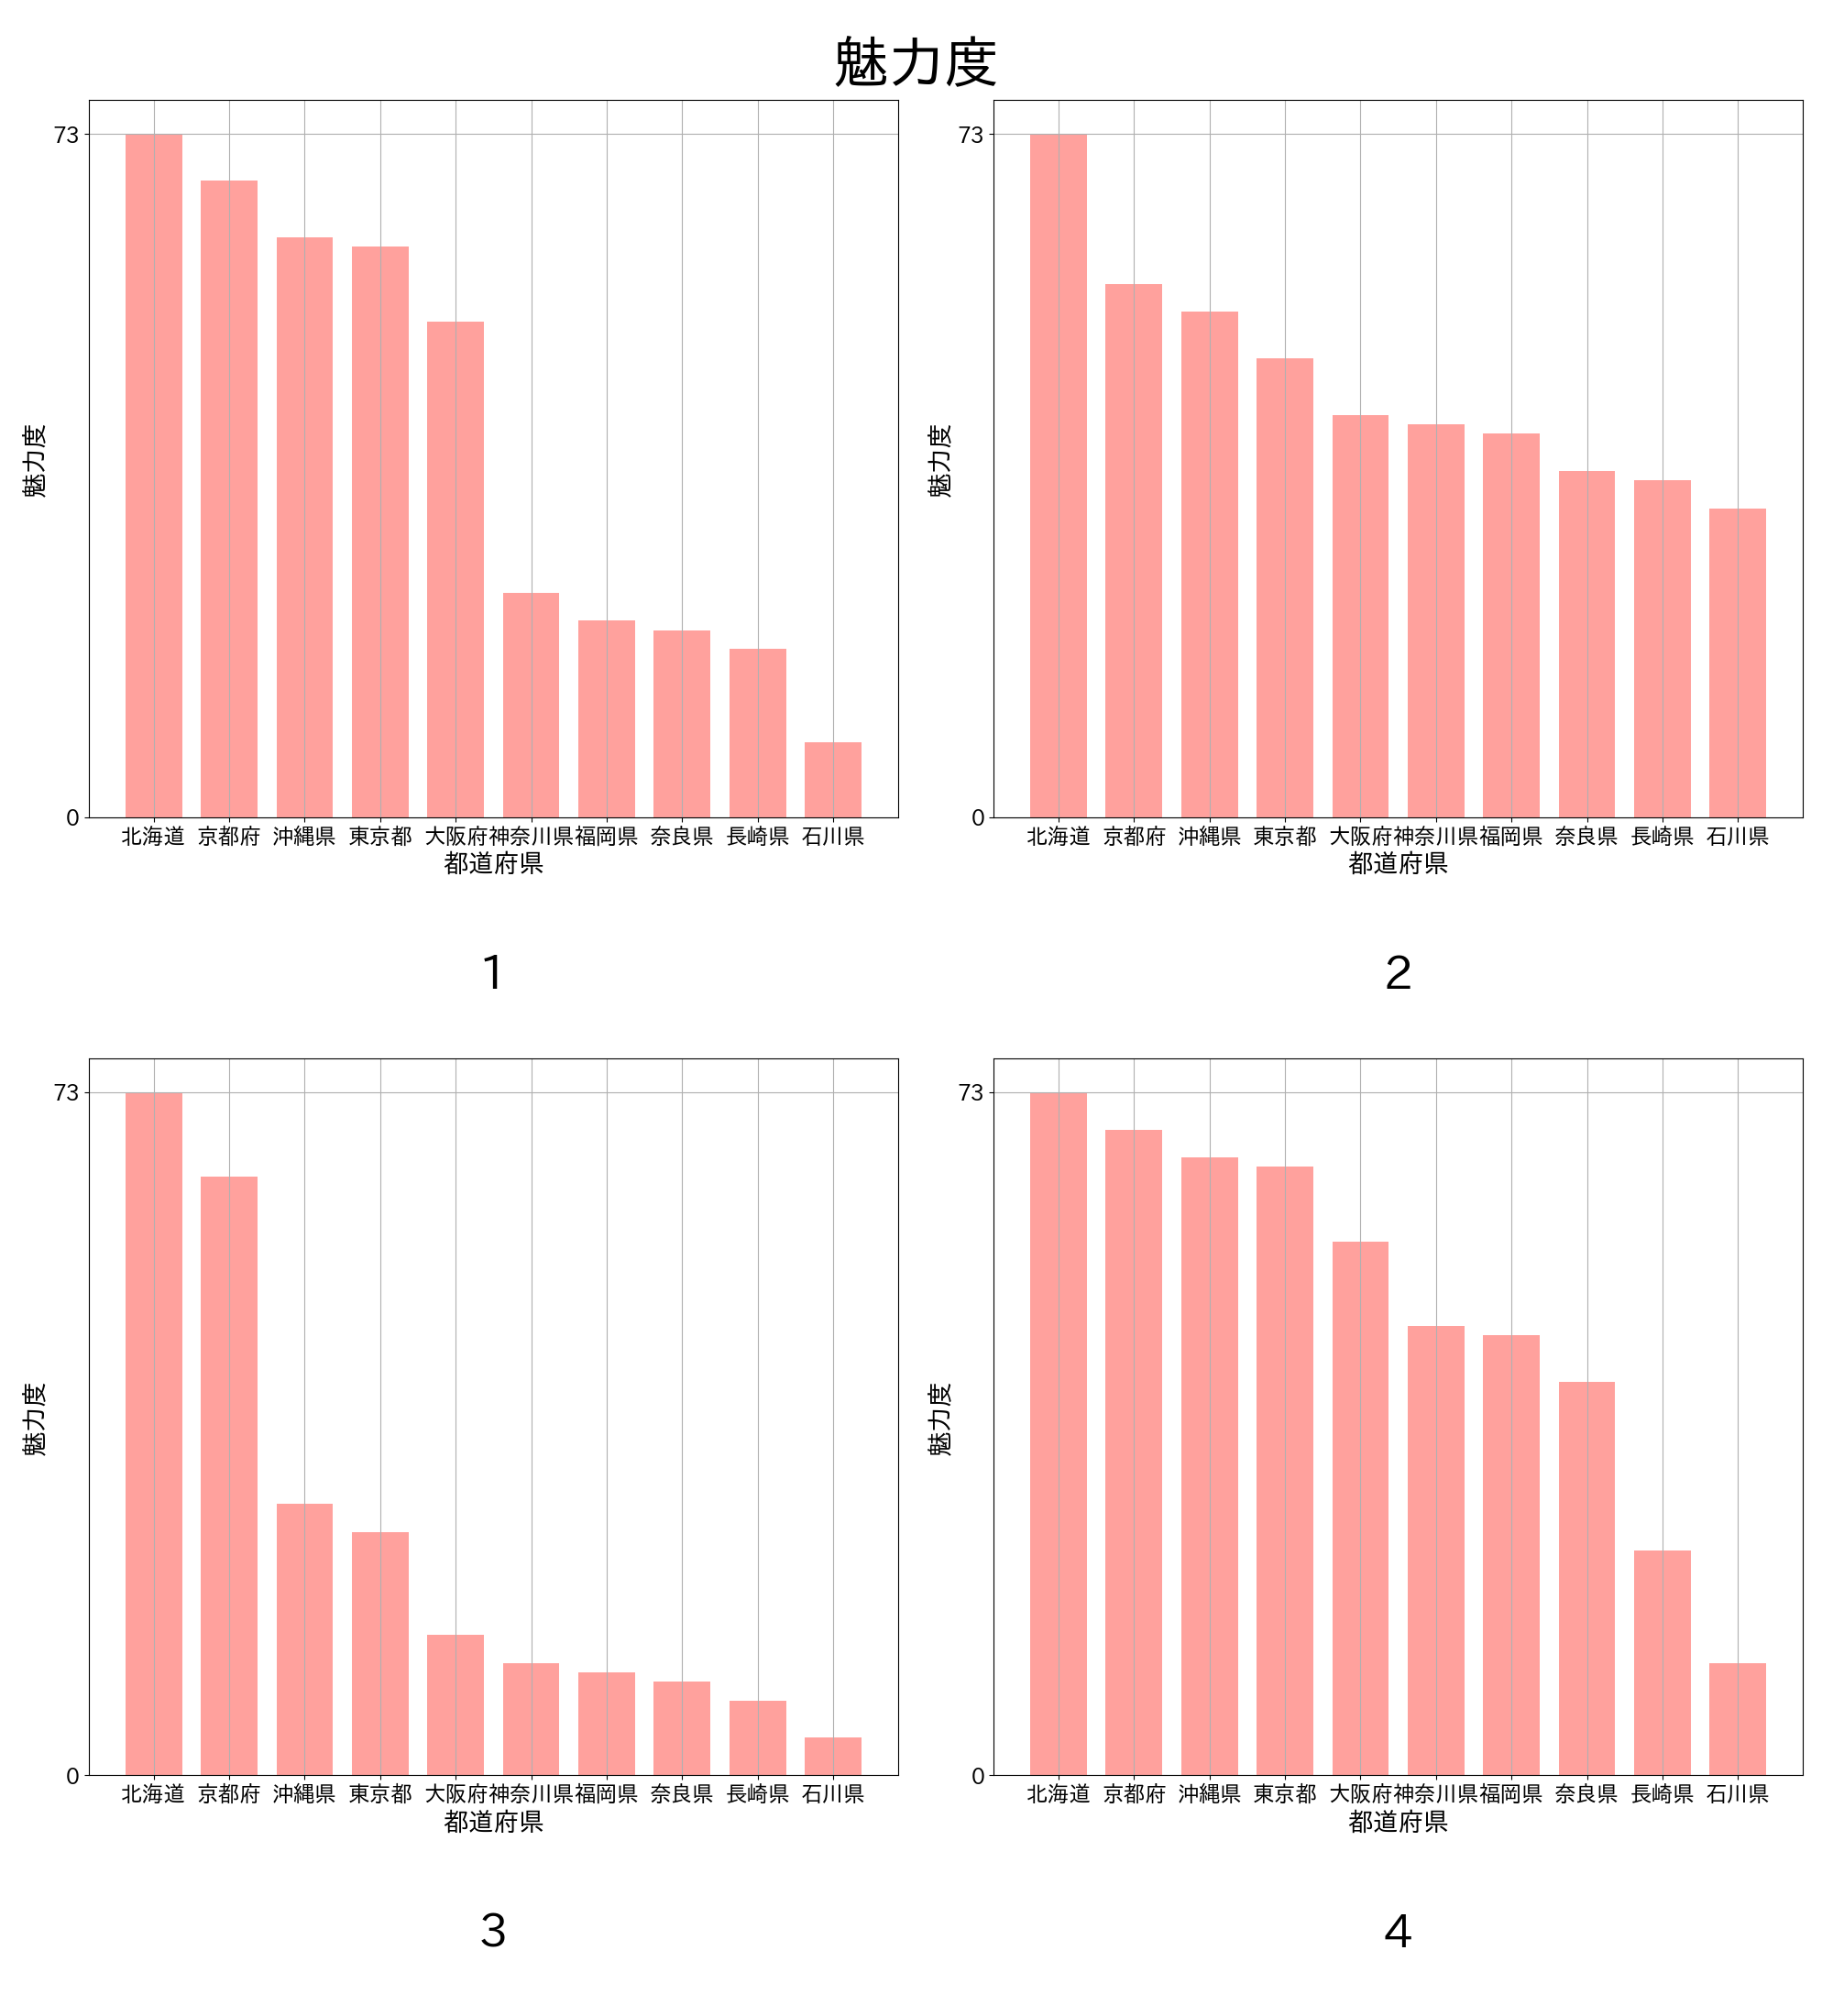 魅力度
73
0
魅力度
北海道 京都府 沖縄県 東京都 大阪府 神奈川県 福岡県 奈良県 長崎県 石川県
都道府県
1
73
0
魅力度
北海道 京都府 沖縄県 東京都 大阪府 神奈川県 福岡県 奈良県 長崎県 石川県
都道府県
2
73
0
魅力度
北海道 京都府 沖縄県 東京都 大阪府 神奈川県 福岡県 奈良県 長崎県 石川県
都道府県
3
73
0
魅力度
北海道 京都府 沖縄県 東京都 大阪府 神奈川県 福岡県 奈良県 長崎県 石川県
都道府県
4